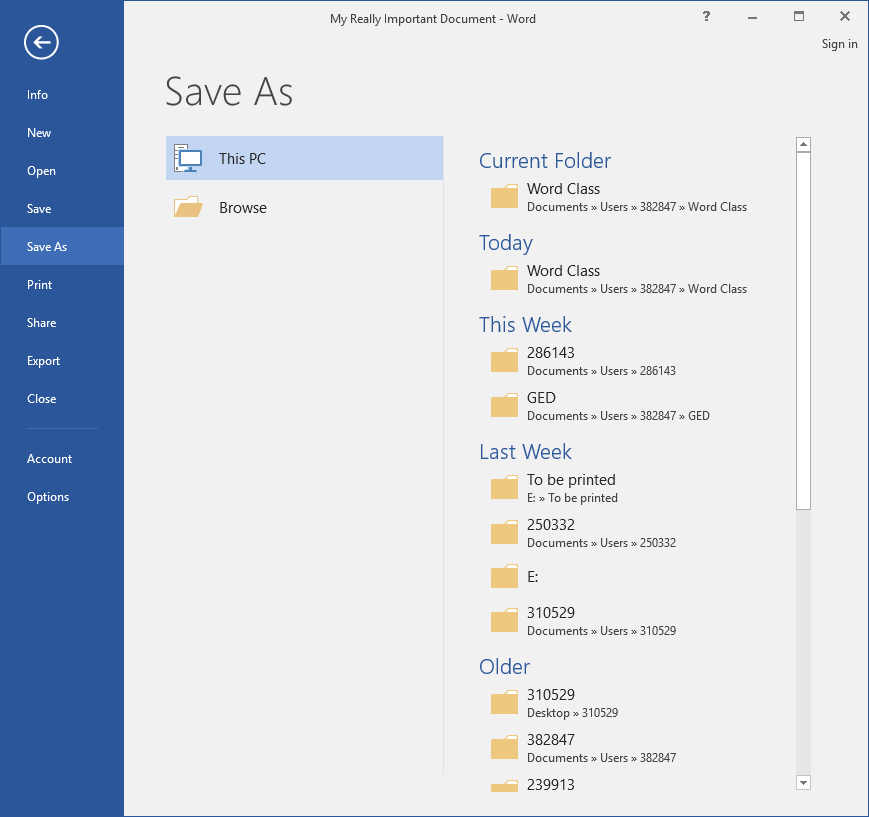 My Really Important Document - Word
?
Sign in
Info
New
Open
Save
Save As
Print
Share
Export
Close
Account
Options
Save As
This PC
Browse
Current Folder
Word Class
Documents » Users » 382847 » Word Class
Today
Word Class
Documents » Users » 382847 » Word Class
This Week
286143
Documents » Users » 286143
GED
Documents » Users » 382847 » GED
Last Week
To be printed
E: » To be printed
250332
Documents » Users » 250332
E:
310529
Documents » Users » 310529
Older
310529
Desktop » 310529
382847
Documents » Users » 382847
239913